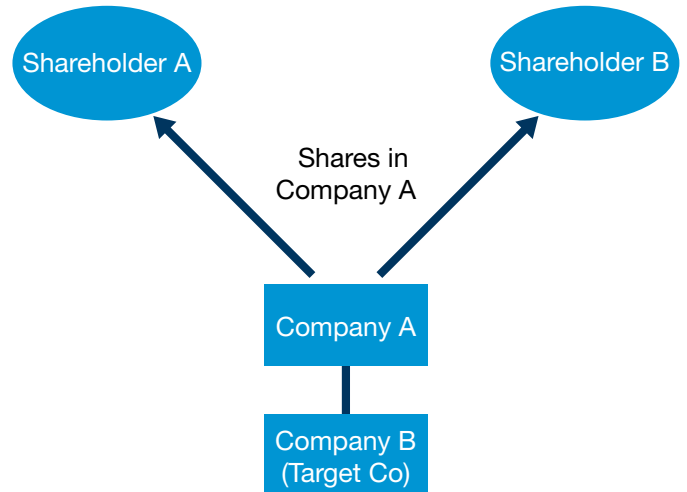 Shareholder A
Shareholder B
Shares in
Company A
Company A
Company B
(Target Co)